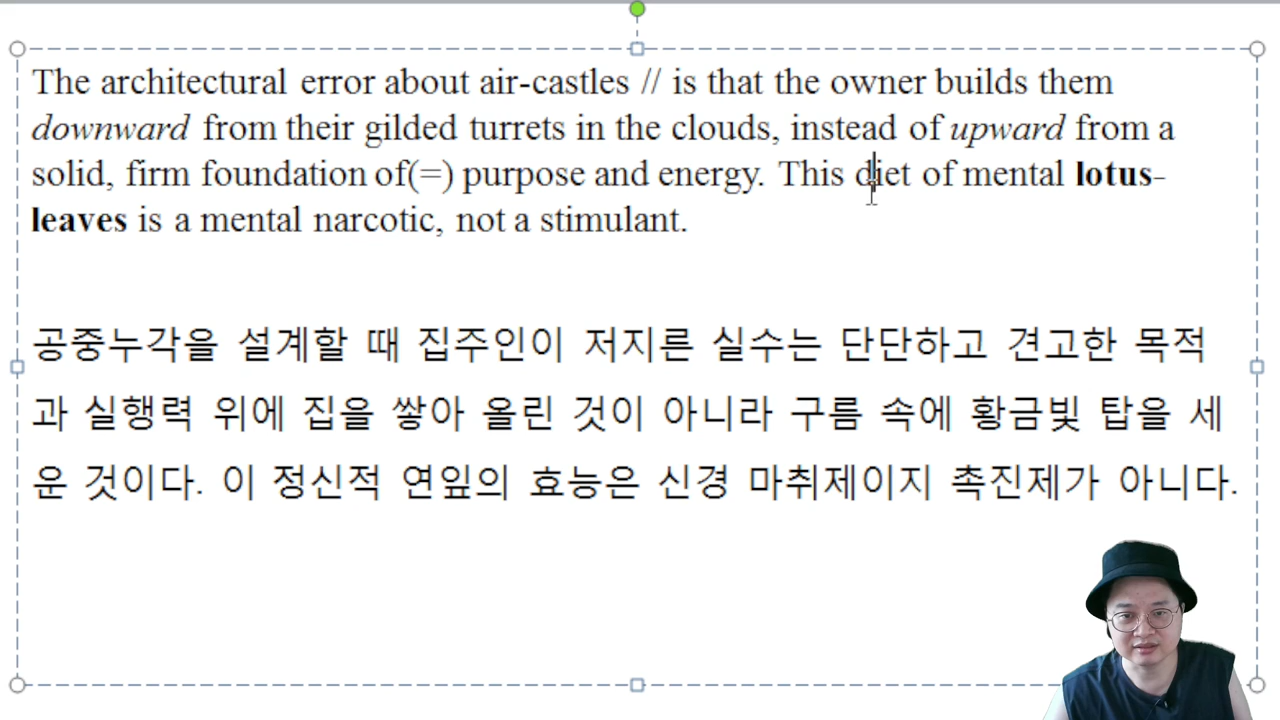 The architectural error about air-castles // is that the owner builds them
downward from their gilded turrets in the clouds, instead of upward from a
solid, firm foundation of(=) purpose and energy. This diet of mental lotus-
leaves is a mental narcotic, not a stimulant.
공중누각을 설계할 때 집주인이 저지른 실수는 단단하고 견고한 목적
과 실행력 위에 집을 쌓아 올린 것이 아니라 구름 속에 황금빛 탑을 세
운 것이다. 이 정신적 연잎의 효능은 신경 마취제이지 촉진제가 아니다.